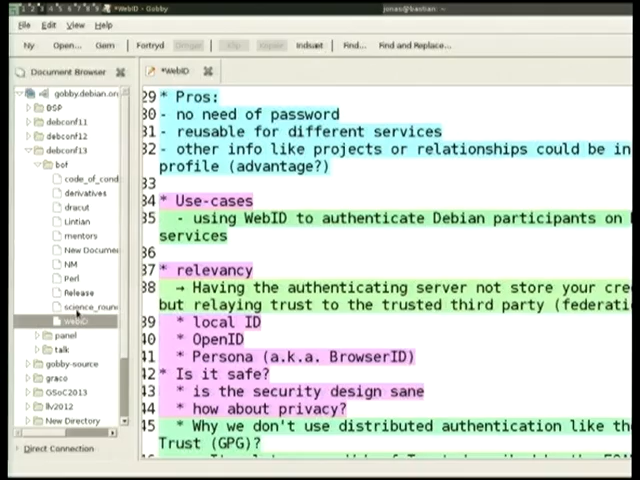 *WebID - Gobby
jonas@bastian: ~
File Edit View Help
Ny Open... Gem Fortryd Indsæt Find... Find and Replace...
Document Browser
*WebID
gobby.debian.or
DSP
debconf11
debconf12
debconf13
bof
code_of_cond
derivatives
dracut
Lintian
mentors
New Docume
NM
Perl
Release
science_roun
WebID
panel
talk
gobby-source
graco
GSoC2013
llv2012
New Directory
Direct Connection
29 * Pros:
30 - no need of password
31 - reusable for different services
32 - other info like projects or relationships could be in
profile (advantage?)
33
34 * Use-cases
35 - using WebID to authenticate Debian participants on
services
36
37 * relevancy
38 → Having the authenticating server not store your cre
but relaying trust to the trusted third party (federati
39 * local ID
40 * OpenID
41 * Persona (a.k.a. BrowserID)
42 * Is it safe?
43 * is the security design sane
44 * how about privacy?
45 * Why we don't use distributed authentication like the
Trust (GPG)?